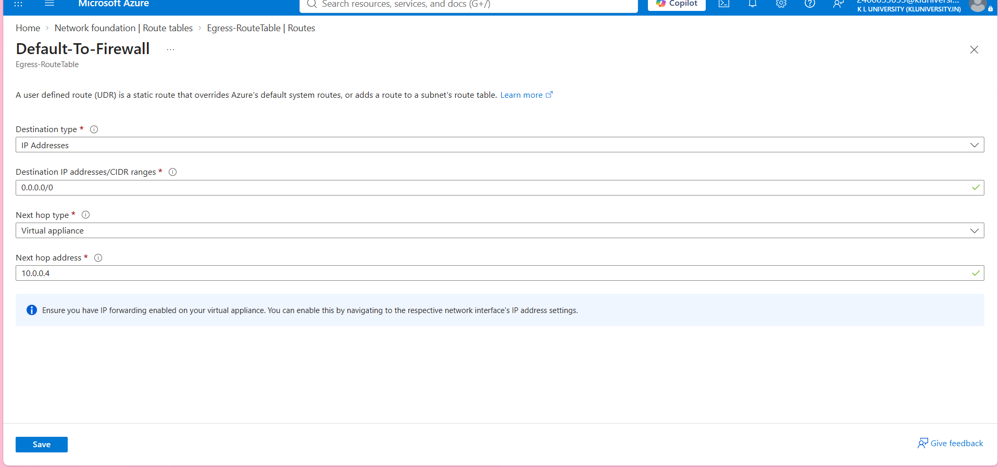 Microsoft Azure
Search resources, services, and docs (G+/)
Copilot
K L UNIVERSITY (KLUNIVERSITY.IN)
Home > Network foundation | Route tables > Egress-RouteTable | Routes
Default-To-Firewall ...
Egress-RouteTable
A user defined route (UDR) is a static route that overrides Azure's default system routes, or adds a route to a subnet's route table. Learn more
Destination type *
IP Addresses
Destination IP addresses/CIDR ranges *
0.0.0.0/0
Next hop type *
Virtual appliance
Next hop address *
10.0.0.4
Ensure you have IP forwarding enabled on your virtual appliance. You can enable this by navigating to the respective network interface's IP address settings.
Save
Give feedback